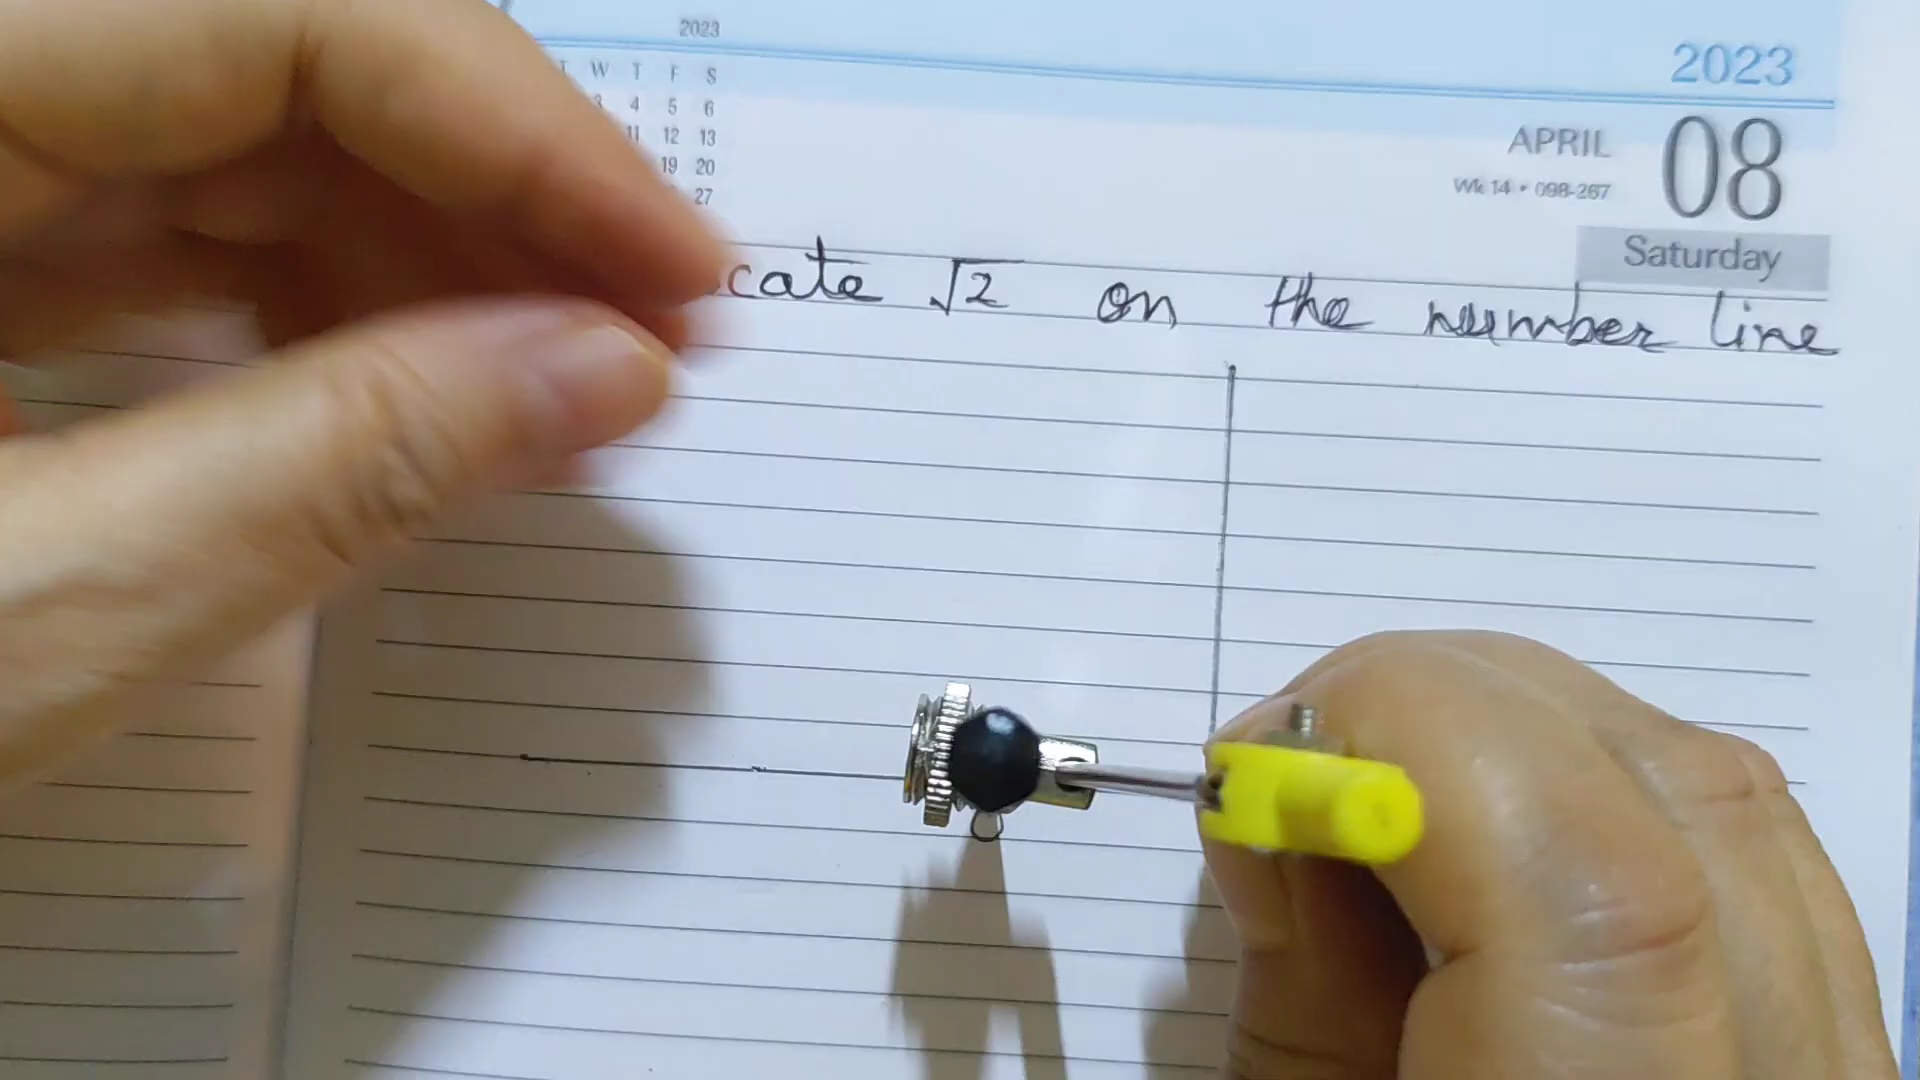 2023
2023
T W T F S
3 4 5 6
11 12 13
19 20
27
APRIL 08
Wk 14 • 098-267
Saturday
cate √2 on the number line